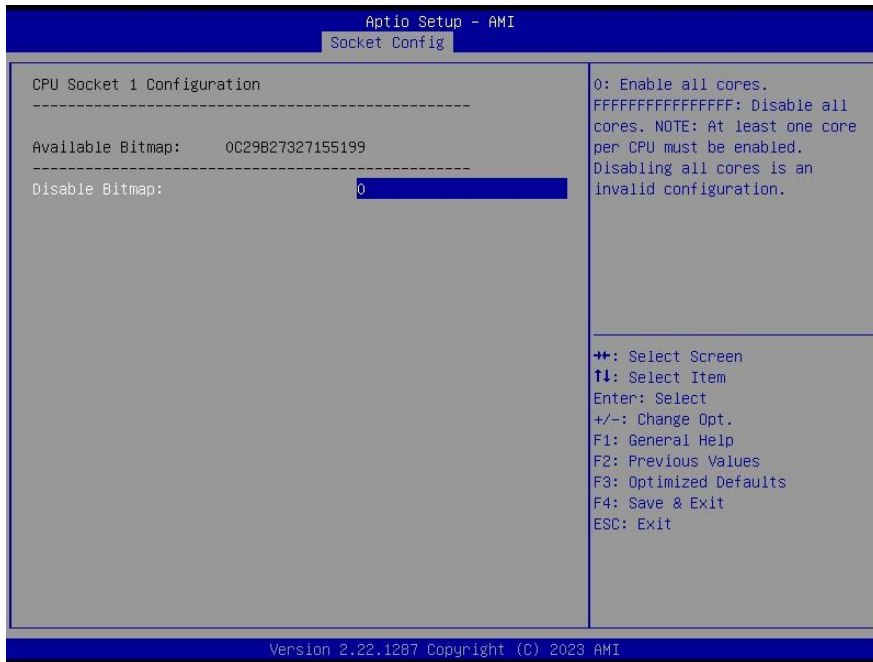 Aptio Setup - AMI
Socket Config
CPU Socket 1 Configuration
--------------------------------------------------
Available Bitmap: 0C29B27327155199
--------------------------------------------------
Disable Bitmap: 0
0: Enable all cores.
FFFFFFFFFFFFFFFF: Disable all
cores. NOTE: At least one core
per CPU must be enabled.
Disabling all cores is an
invalid configuration.
→←: Select Screen
↑↓: Select Item
Enter: Select
+/-: Change Opt.
F1: General Help
F2: Previous Values
F3: Optimized Defaults
F4: Save & Exit
ESC: Exit
Version 2.22.1287 Copyright (C) 2023 AMI